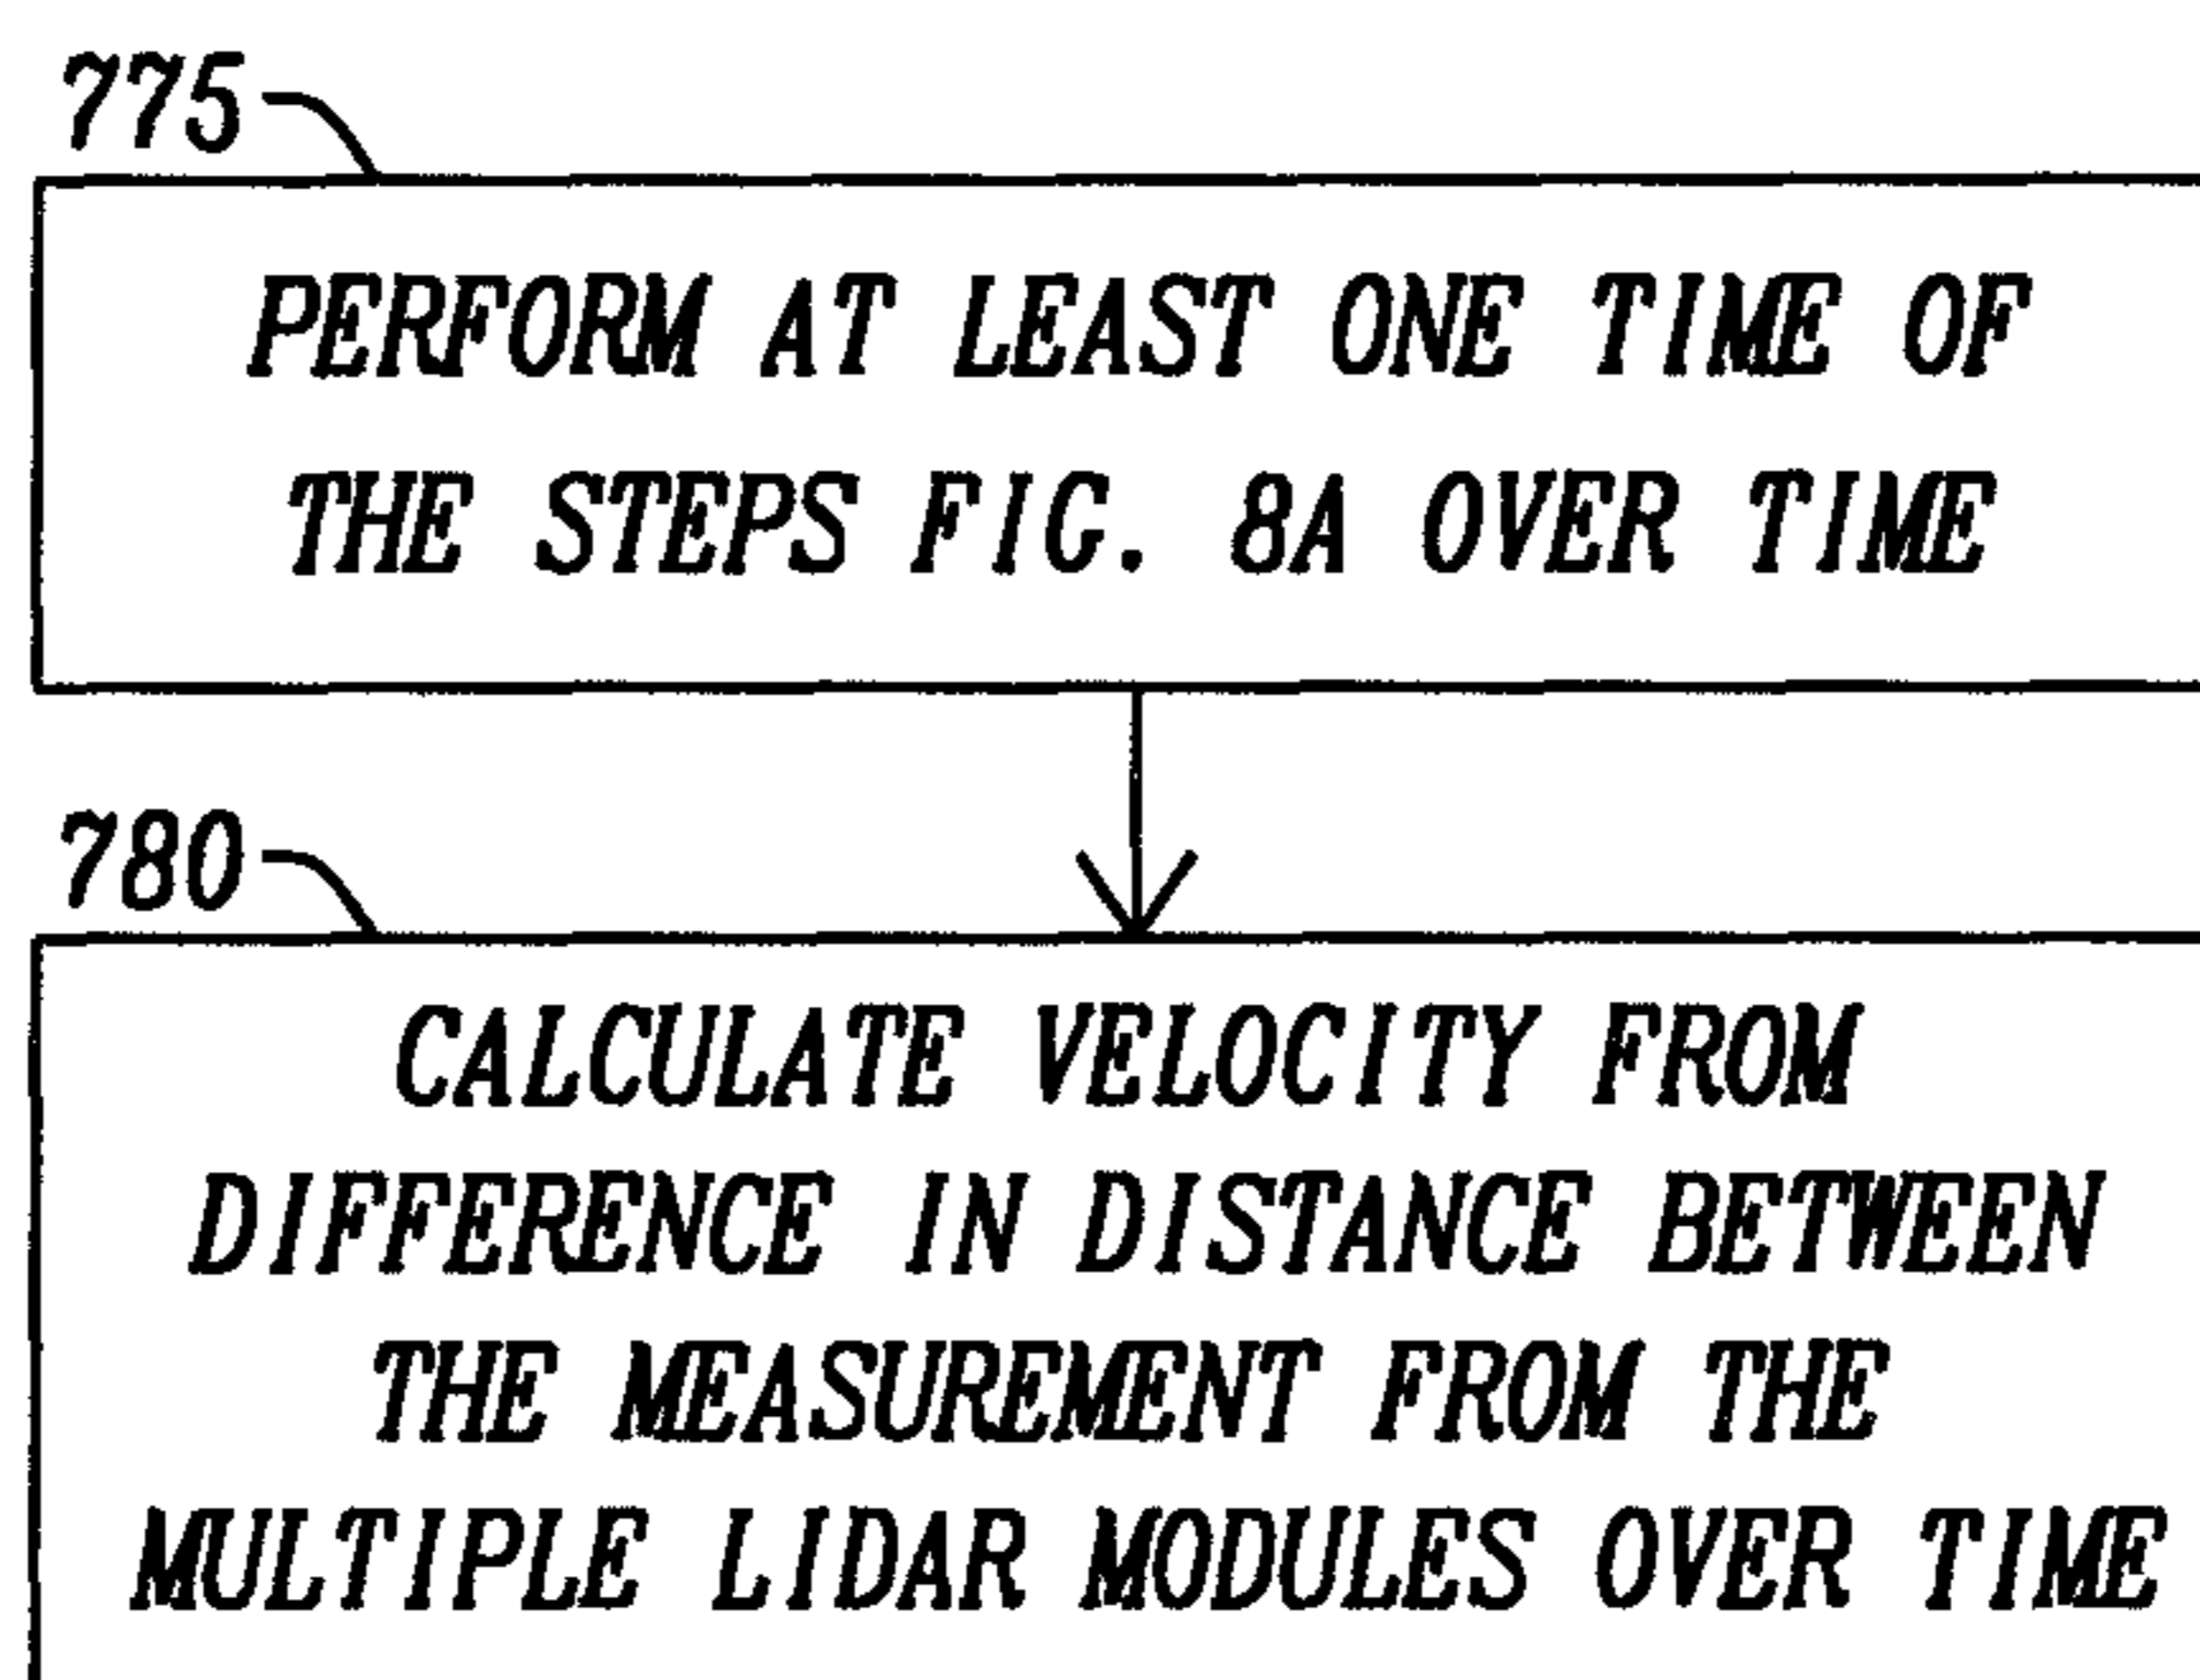 775
PERFORM AT LEAST ONE TIME OF
THE STEPS FIG. 8A OVER TIME
780
CALCULATE VELOCITY FROM
DIFFERENCE IN DISTANCE BETWEEN
THE MEASUREMENT FROM THE
MULTIPLE LIDAR MODULES OVER TIME